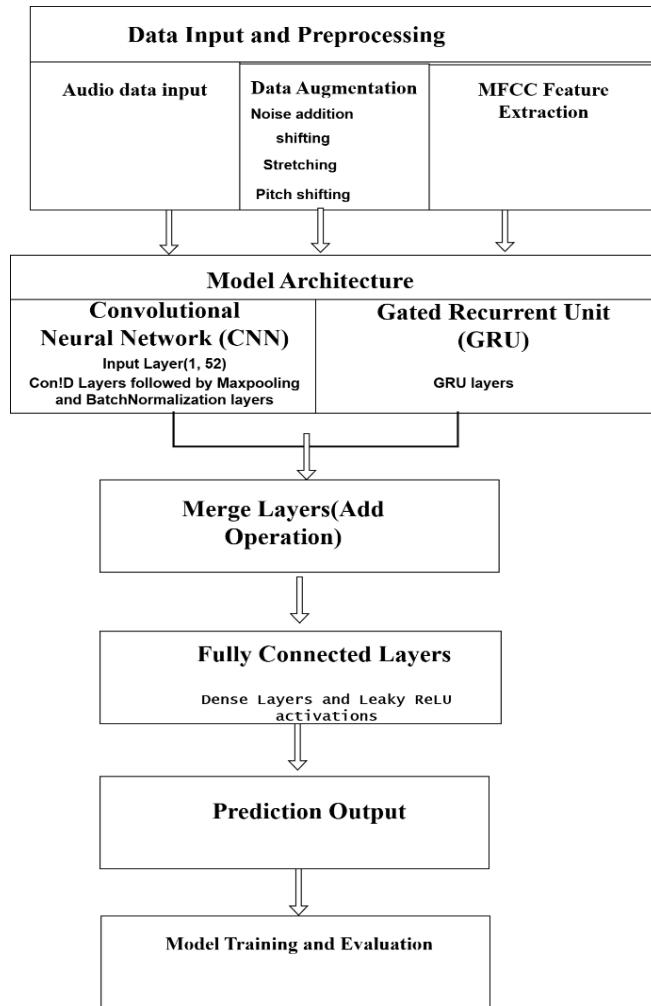 Data Input and Preprocessing
Audio data input
Data Augmentation
Noise addition
shifting
Stretching
Pitch shifting
MFCC Feature
Extraction
Model Architecture
Convolutional
Neural Network (CNN)
Input Layer(1, 52)
Con!D Layers followed by Maxpooling
and BatchNormalization layers
Gated Recurrent Unit
(GRU)
GRU layers
Merge Layers(Add
Operation)
Fully Connected Layers
Dense Layers and Leaky ReLU
activations
Prediction Output
Model Training and Evaluation